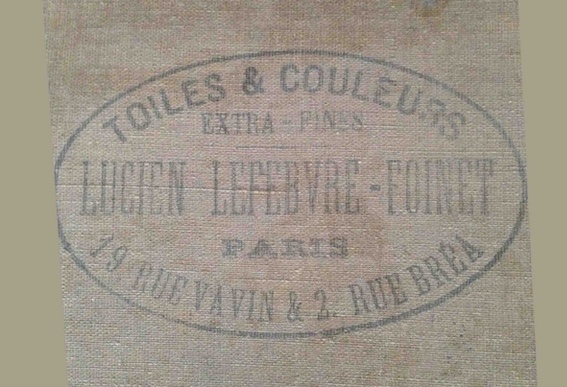 TOILES & COULEURS
EXTRA-FINES
LUCIEN LEFEBVRE-FOINET
PARIS
19 RUE VAVIN & 2. RUE BRÉA